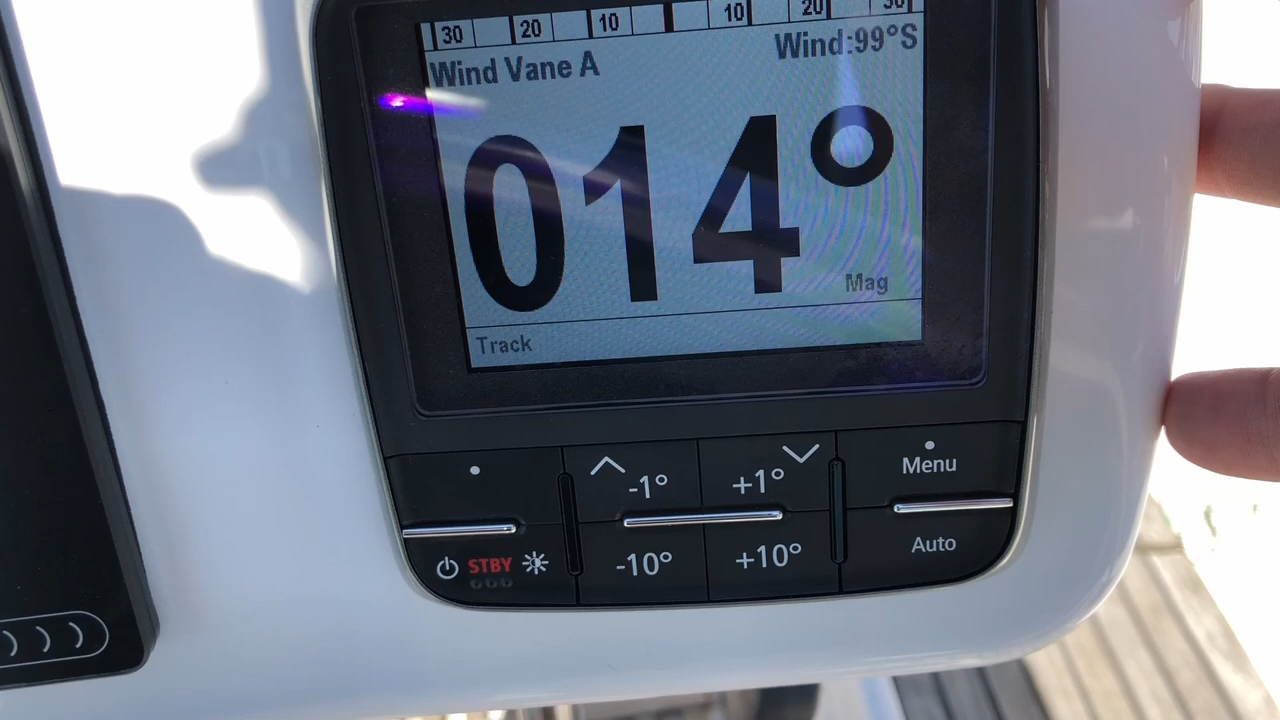 30 20 10 10 20 30
Wind Vane A Wind:99°S
014°
Mag
Track
-1° +1° Menu
STBY -10° +10° Auto